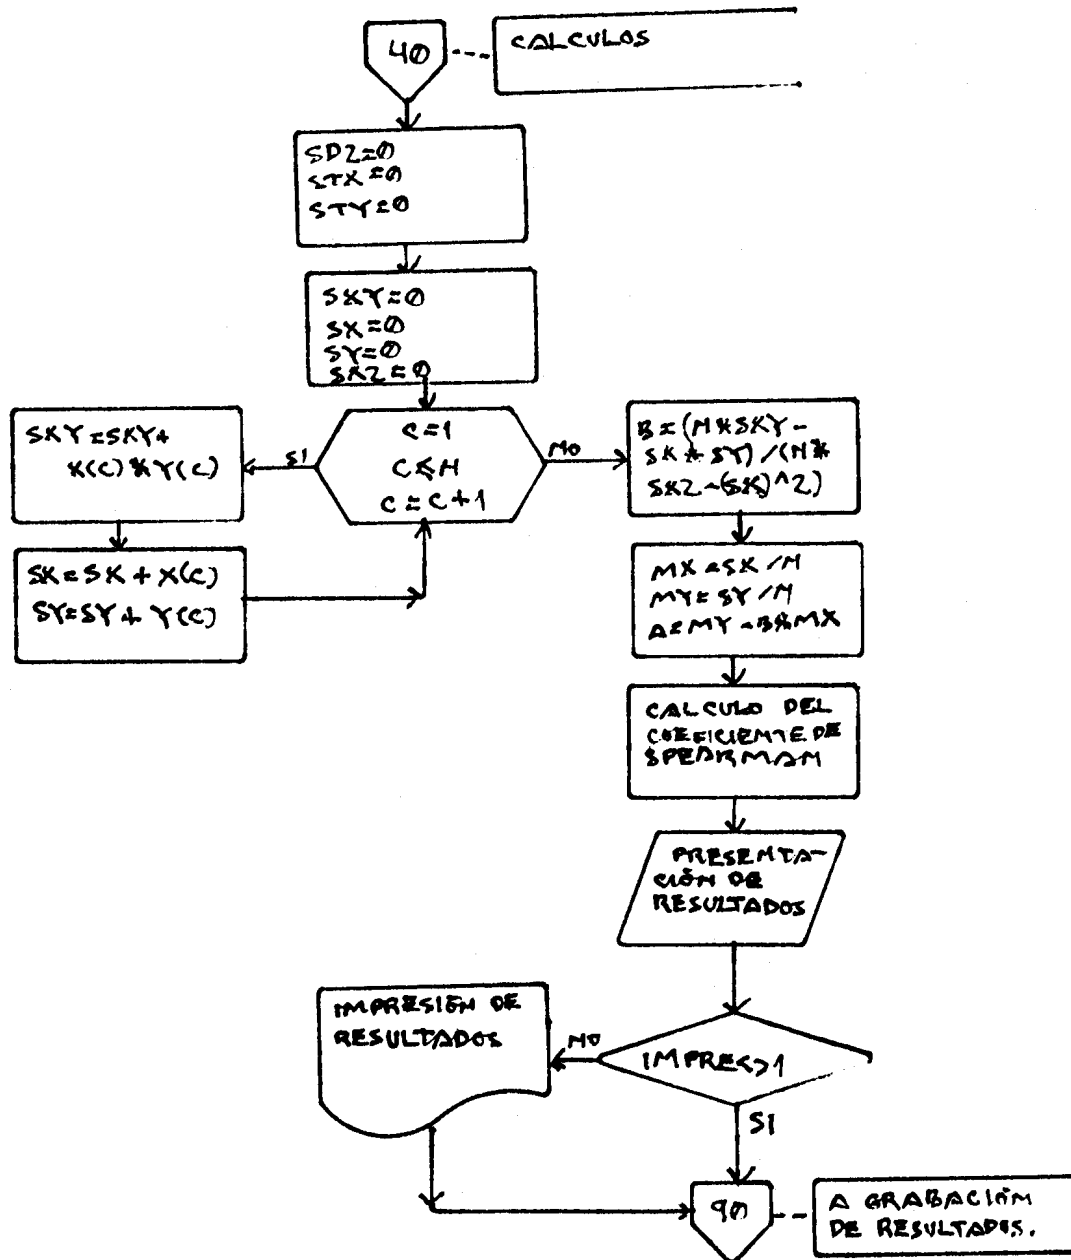 40
CALCULOS
SD2=0
STX=0
STY=0
SXY=0
SX=0
SY=0
SX2=0
C=1
C≤N
C=C+1
SI
NO
SXY=SXY+
X(C)*Y(C)
SX=SX+X(C)
SY=SY+Y(C)
B=(N*SXY-
SX*SY)/(N*
SX2-(SX)^2)
MX=SX/N
MY=SY/N
A=MY-B*MX
CALCULO DEL
COEFICIENTE DE
SPEARMAN
PRESENTA-
CIÓN DE
RESULTADOS
IMPRES>1
NO
SI
IMPRESIÓN DE
RESULTADOS
90
A GRABACIÓN
DE RESULTADOS.